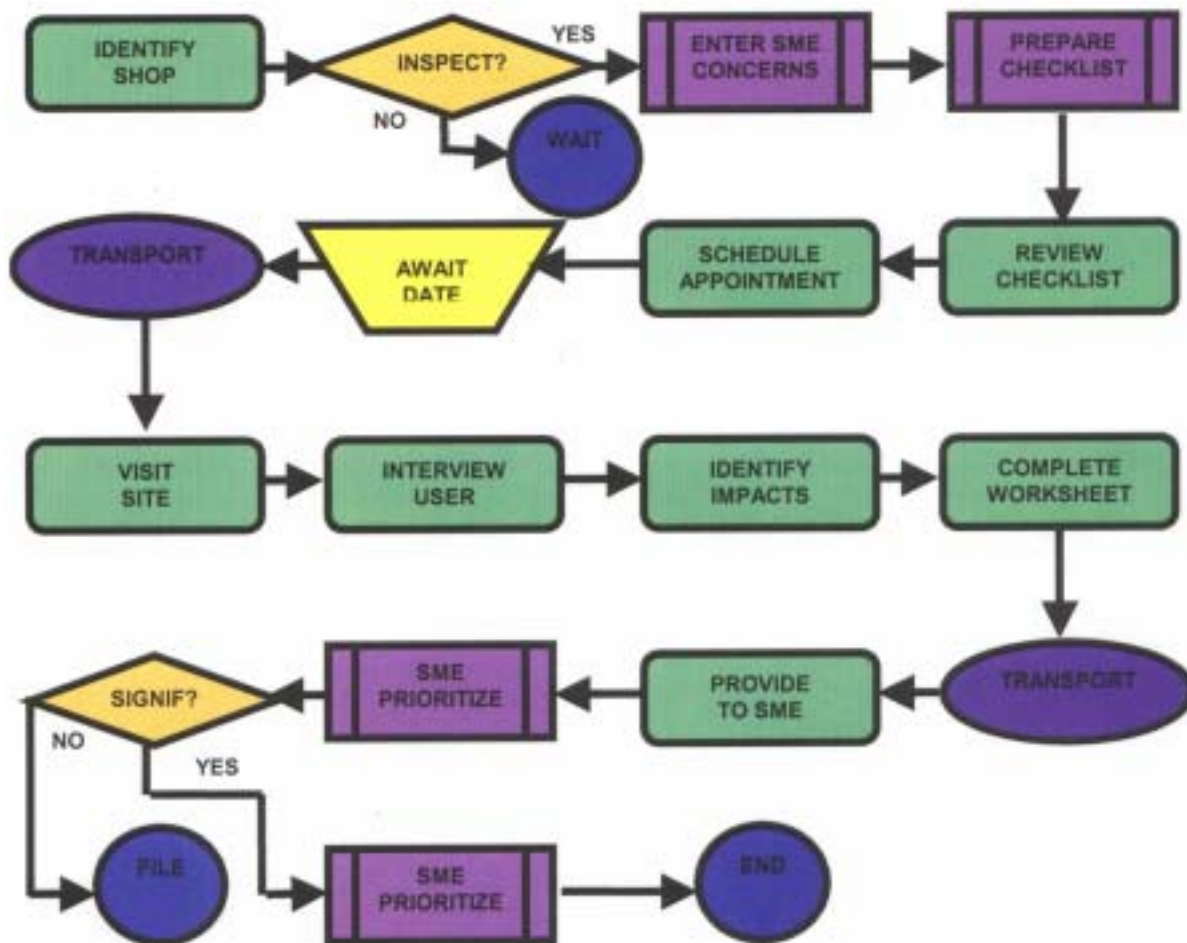 IDENTIFY
SHOP
INSPECT?
YES
NO
ENTER SME
CONCERNS
PREPARE
CHECKLIST
WAIT
TRANSPORT
AWAIT
DATE
SCHEDULE
APPOINTMENT
REVIEW
CHECKLIST
VISIT
SITE
INTERVIEW
USER
IDENTIFY
IMPACTS
COMPLETE
WORKSHEET
SIGNIF?
NO
YES
SME
PRIORITIZE
PROVIDE
TO SME
TRANSPORT
FILE
SME
PRIORITIZE
END